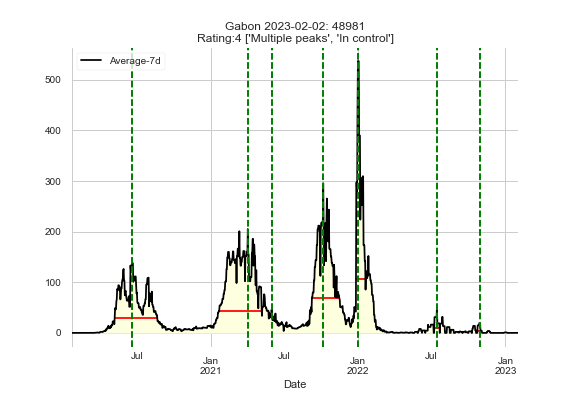 Gabon 2023-02-02: 48981
Rating:4 ['Multiple peaks', 'In control']
Average-7d
500
400
300
200
100
0
Jul
Jan
2021
Jul
Jan
2022
Jul
Jan
2023
Date